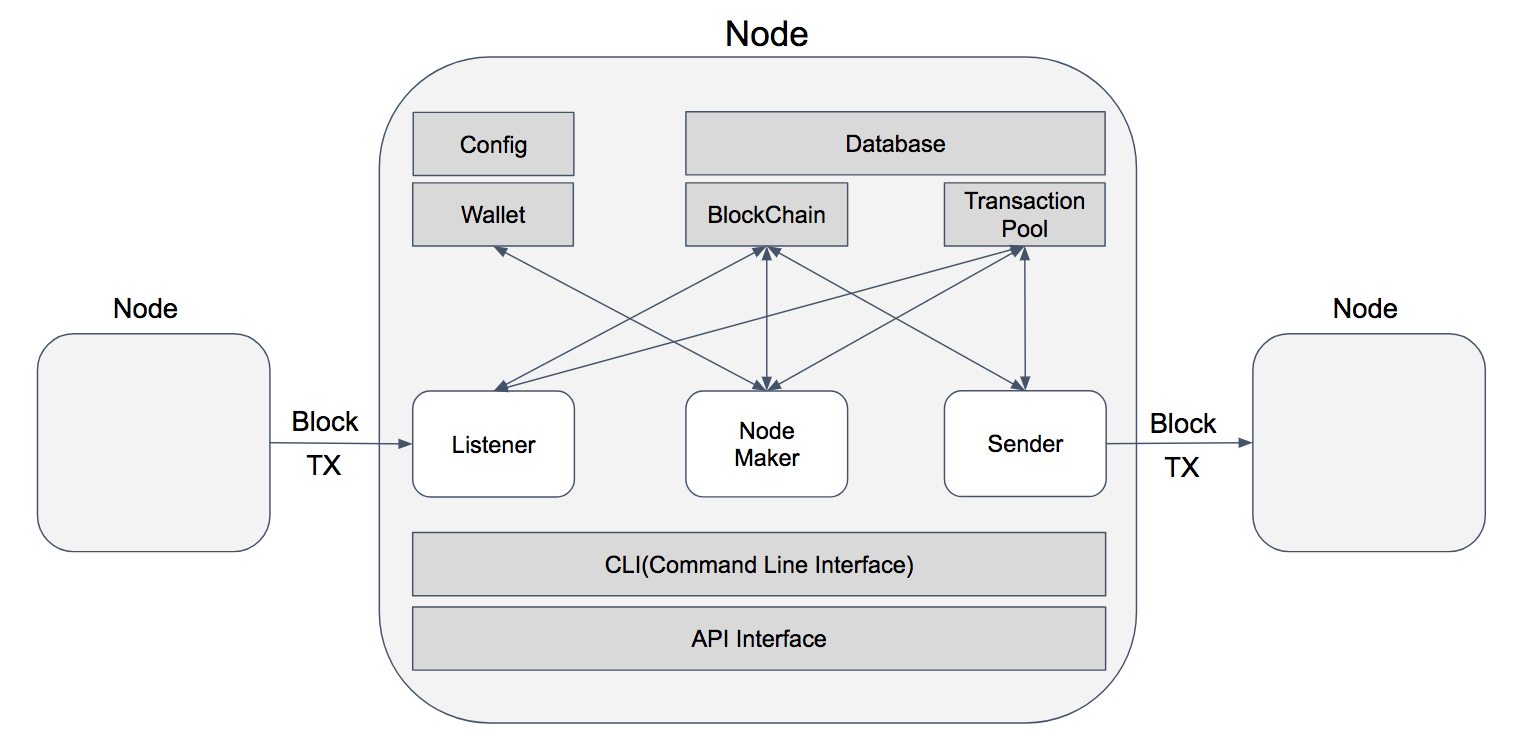 Node
Config
Database
Wallet
BlockChain
Transaction
Pool
Node
Node
Block
TX
Listener
Node
Maker
Sender
Block
TX
CLI(Command Line Interface)
API Interface